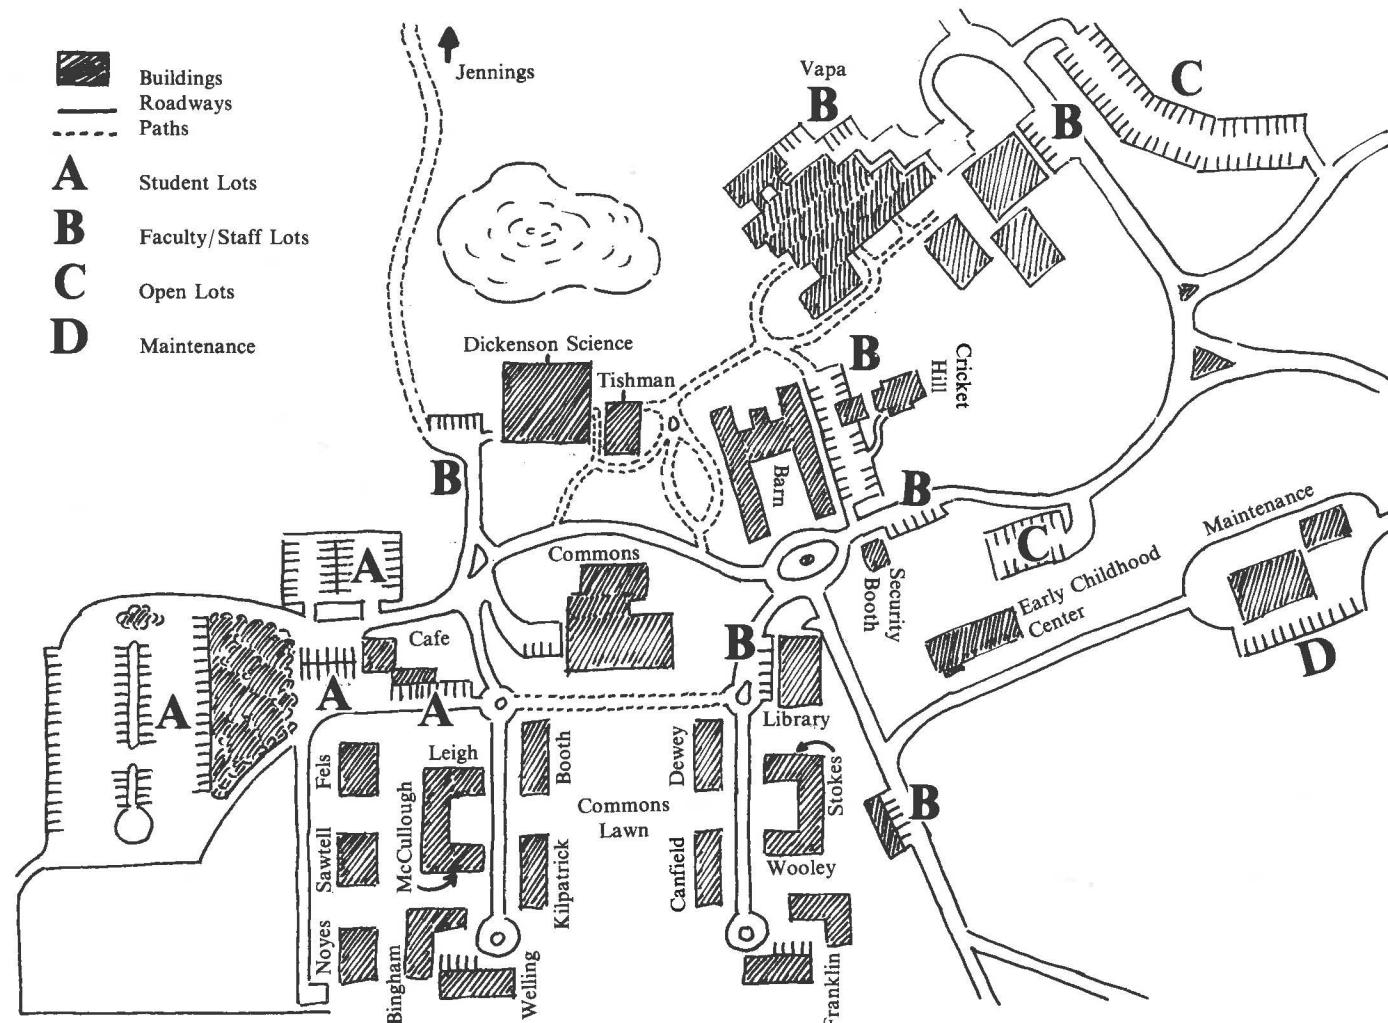 Jennings
Buildings
Roadways
Paths
A
Student Lots
B
Faculty/Staff Lots
C
Open Lots
D
Maintenance
Vapa
B
B
C
Dickenson Science
Tishman
B
Cricket
Hill
Barn
B
B
B
Security
Booth
C
Early Childhood
Center
Maintenance
D
A
Commons
Cafe
A
A
A
B
Library
Fels
Leigh
McCullough
Booth
Dewey
Stokes
Commons
Lawn
B
Sawtell
Kilpatrick
Canfield
Wooley
Noyes
Bingham
Welling
Franklin